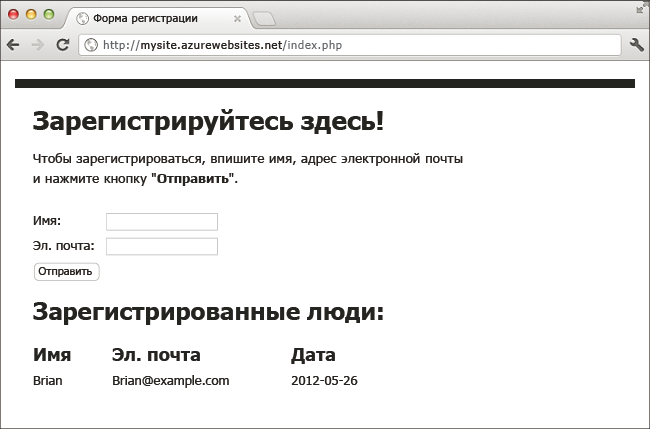 Форма регистрации
http://mysite.azurewebsites.net/index.php
Зарегистрируйтесь здесь!
Чтобы зарегистрироваться, впишите имя, адрес электронной почты
и нажмите кнопку "Отправить".
Имя:
Эл. почта:
Отправить
Зарегистрированные люди:
Имя Эл. почта Дата
Brian Brian@example.com 2012-05-26